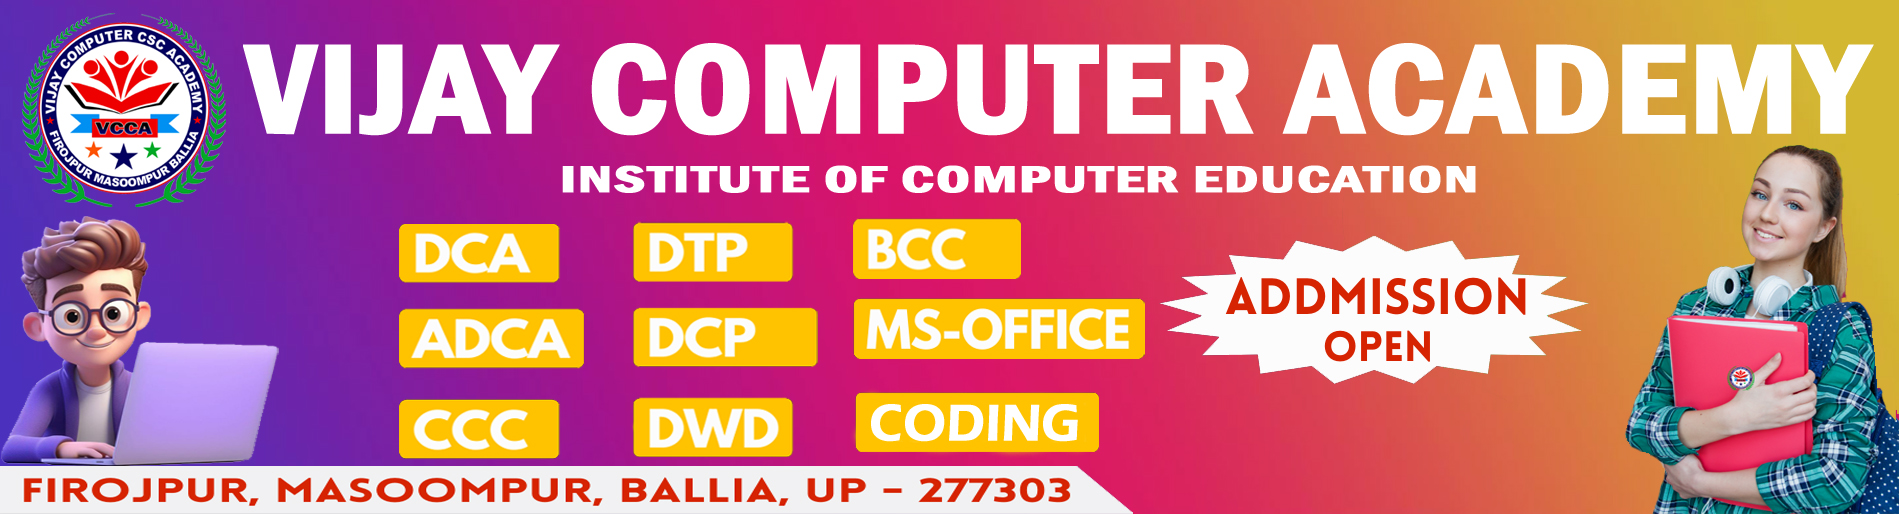 VIJAY COMPUTER CSC ACADEMY
VCCA
FIROJPUR MASOOMPUR BALLIA
VIJAY COMPUTER ACADEMY
INSTITUTE OF COMPUTER EDUCATION
DCA DTP BCC
ADCA DCP MS-OFFICE
CCC DWD CODING
ADDMISSION
OPEN
FIROJPUR, MASOOMPUR, BALLIA, UP - 277303